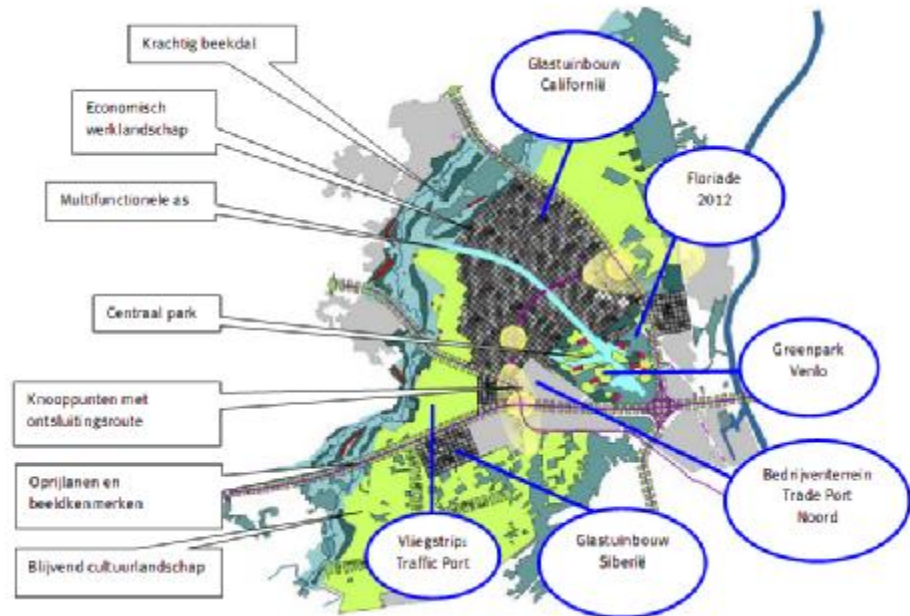 Krachtig beekdal
Economisch
werklandschap
Multifunctionele as
Centraal park
Knooppunten met
ontsluitingsroute
Oprijlanen en
beeldkenmerken
Blijvend cultuurlandschap
Glastuinbouw
Californië
Floriade
2012
Greenpark
Venlo
Bedrijventerrein
Trade Port
Noord
Glastuinbouw
Siberië
Vliegstrip:
Traffic Port